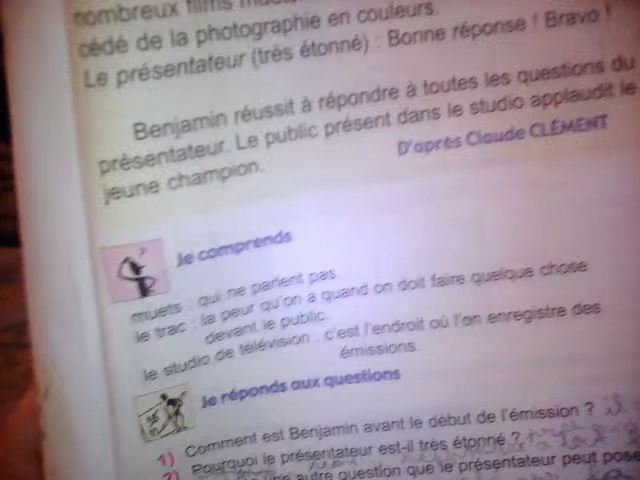 nombreux films muets
cédé de la photographie en couleurs.
Le présentateur (très étonné) : Bonne réponse ! Bravo !
Benjamin réussit à répondre à toutes les questions du
présentateur. Le public présent dans le studio applaudit le
jeune champion.
D'après Claude CLÉMENT
Je comprends
muets : qui ne parlent pas.
le trac : la peur qu'on a quand on doit faire quelque chose
devant le public.
le studio de télévision : c'est l'endroit où l'on enregistre des
émissions.
Je réponds aux questions
1) Comment est Benjamin avant le début de l'émission ?
2) Pourquoi le présentateur est-il très étonné ?
autre question que le présentateur peut pose